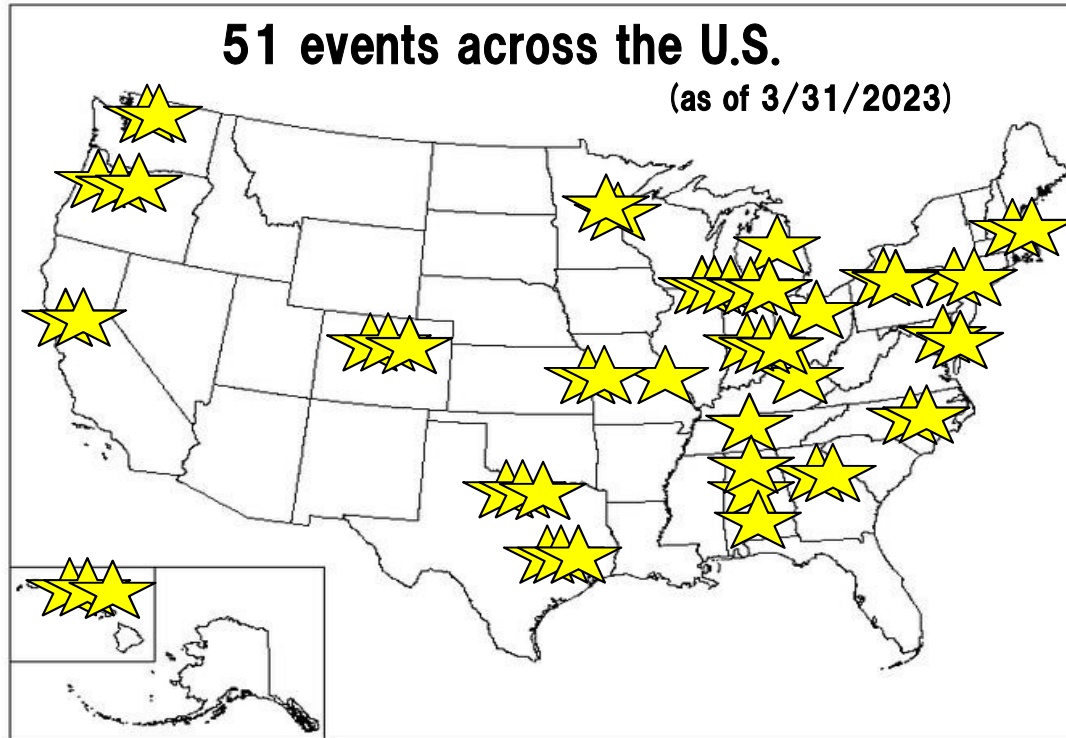 51 events across the U.S.
(as of 3/31/2023)